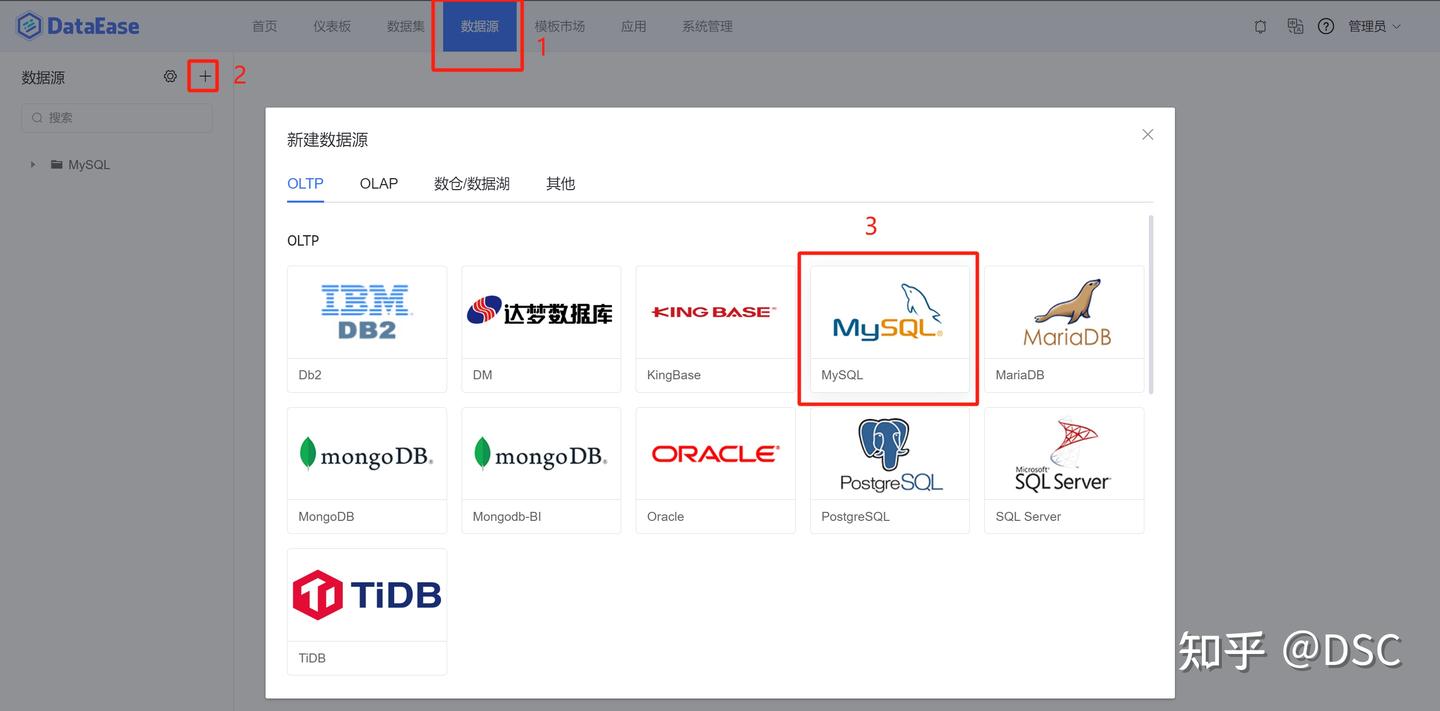 DataEase 首页 仪表板 数据集 数据源 模板市场 应用 系统管理 管理员
1
数据源 2
搜索
MySQL
新建数据源
OLTP OLAP 数仓/数据湖 其他
3
OLTP
IBM DB2 达梦数据库 KINGBASE MySQL MariaDB
Db2 DM KingBase MySQL MariaDB
mongoDB mongoDB ORACLE PostgreSQL Microsoft SQL Server
MongoDB Mongodb-BI Oracle PostgreSQL SQL Server
TiDB
TiDB
知乎 @DSC